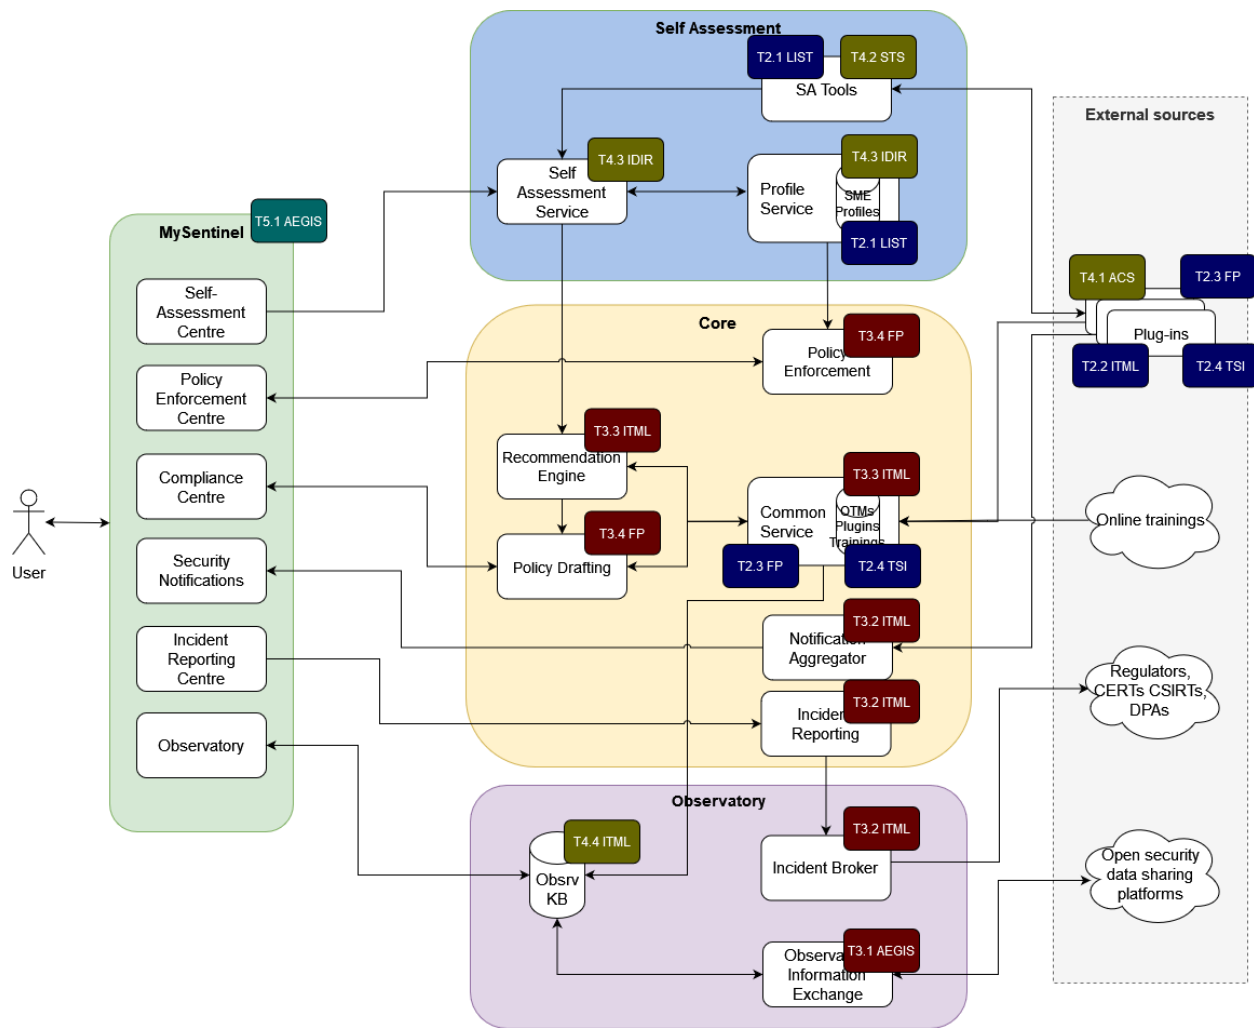 Self Assessment
T2.1 LIST
T4.2 STS
SA Tools
T4.3 IDIR
Self
Assessment
Service
T4.3 IDIR
Profile
Service
SME
Profiles
T2.1 LIST
External sources
T4.1 ACS
T2.3 FP
Plug-ins
T2.2 ITML
T2.4 TSI
Online trainings
Regulators,
CERTs CSIRTs,
DPAs
Open security
data sharing
platforms
T5.1 AEGIS
MySentinel
Self-
Assessment
Centre
Policy
Enforcement
Centre
Compliance
Centre
Security
Notifications
Incident
Reporting
Centre
Observatory
User
Core
T3.4 FP
Policy
Enforcement
T3.3 ITML
Recommendation
Engine
T3.4 FP
Policy Drafting
T3.3 ITML
Common
Service
OTMs
Plugins
Trainings
T2.3 FP
T2.4 TSI
T3.2 ITML
Notification
Aggregator
T3.2 ITML
Incident
Reporting
Observatory
T4.4 ITML
Obsrv
KB
T3.2 ITML
Incident Broker
T3.1 AEGIS
Information
Exchange